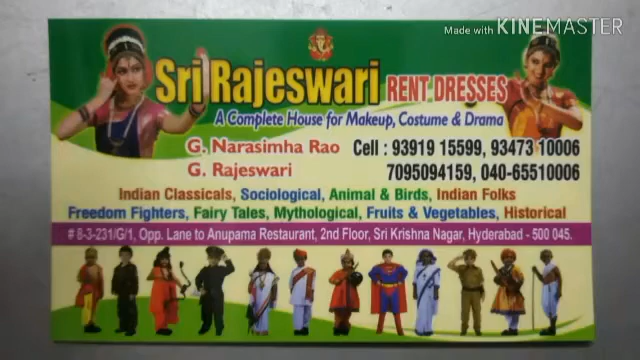 Made with KINEMASTER
Sri Rajeswari RENT DRESSES
A Complete House for Makeup, Costume & Drama
G. Narasimha Rao Cell : 93919 15599, 93473 10006
G. Rajeswari 7095094159, 040-65510006
Indian Classicals, Sociological, Animal & Birds, Indian Folks
Freedom Fighters, Fairy Tales, Mythological, Fruits & Vegetables, Historical
# 8-3-231/G/1, Opp. Lane to Anupama Restaurant, 2nd Floor, Sri Krishna Nagar, Hyderabad - 500 045.